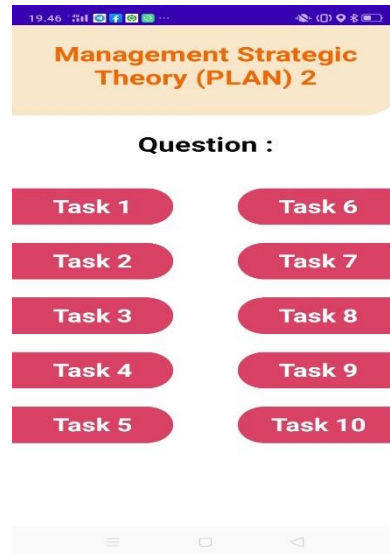 19.46
Management Strategic
Theory (PLAN) 2
Question :
Task 1
Task 6
Task 2
Task 7
Task 3
Task 8
Task 4
Task 9
Task 5
Task 10